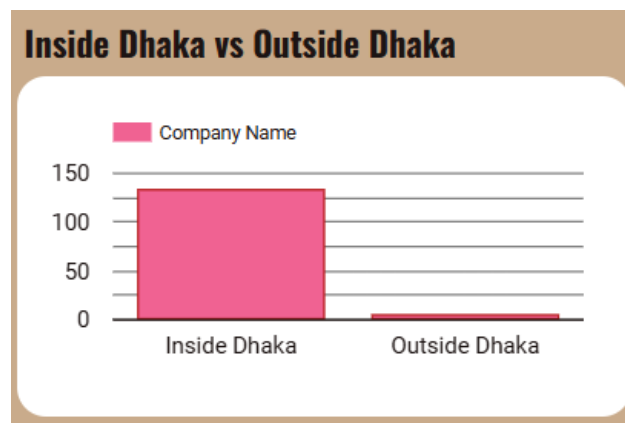 Inside Dhaka vs Outside Dhaka
Company Name
150
100
50
0
Inside Dhaka Outside Dhaka